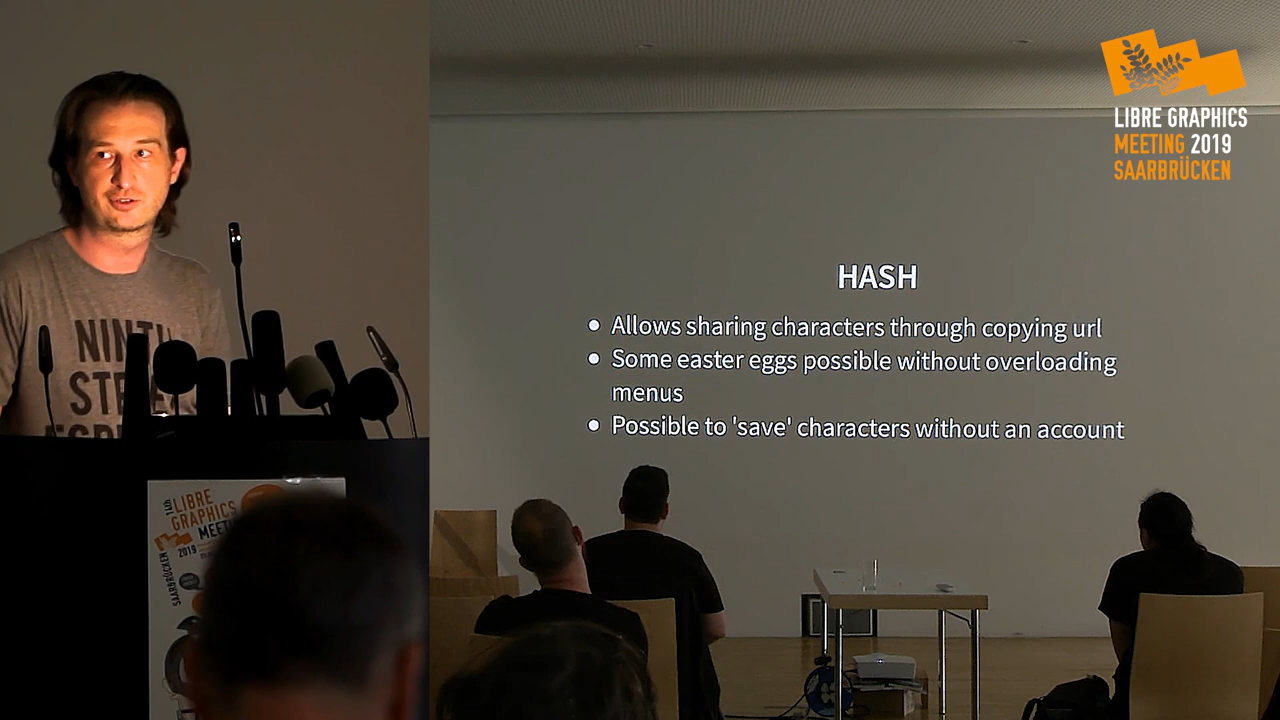 LIBRE GRAPHICS
MEETING 2019
SAARBRÜCKEN
HASH
• Allows sharing characters through copying url
• Some easter eggs possible without overloading
menus
• Possible to 'save' characters without an account
LIBRE
GRAPHICS
2019
SAARBRÜCKEN